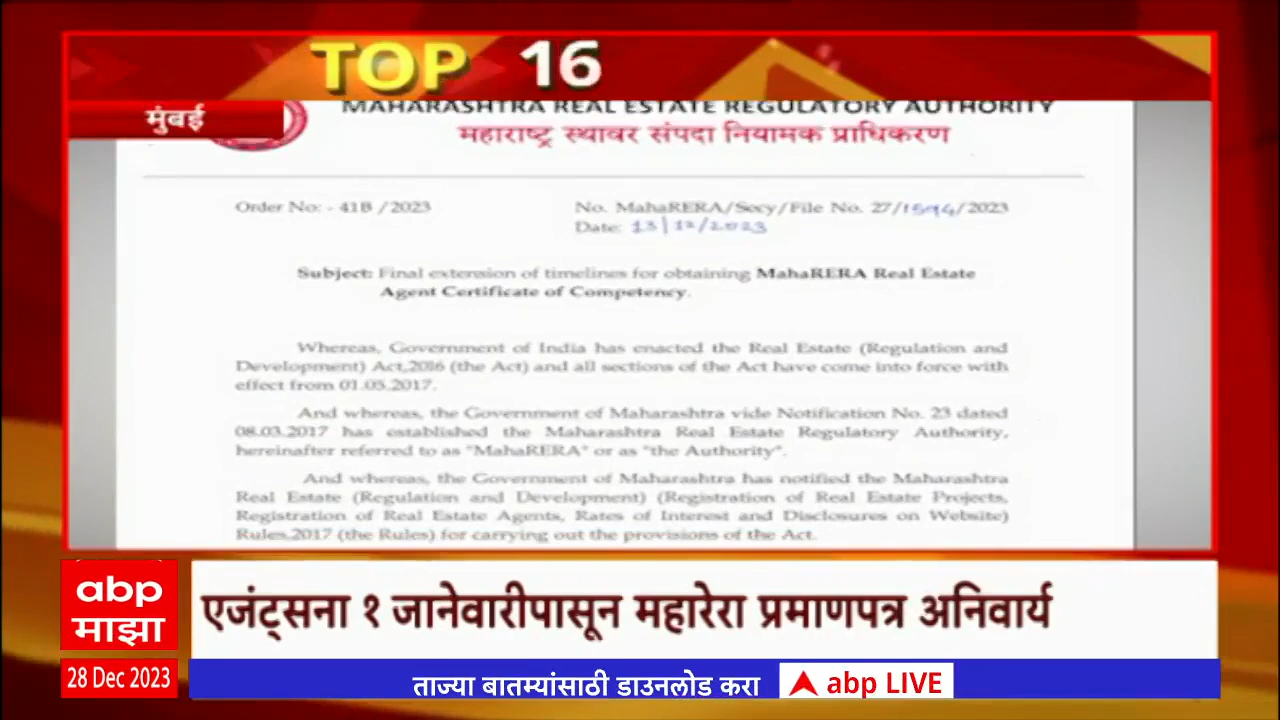 TOP 16
मुंबई
MAHARASHTRA REAL ESTATE REGULATORY AUTHORITY
महाराष्ट्र स्थावर संपदा नियामक प्राधिकरण
Order No: - 41B /2023
No. MahaRERA/Secy/File No. 27/1594/2023
Date: 13/12/2023
Subject: Final extension of timelines for obtaining MahaRERA Real Estate
Agent Certificate of Competency.
Whereas, Government of India has enacted the Real Estate (Regulation and
Development) Act,2016 (the Act) and all sections of the Act have come into force with
effect from 01.05.2017.
And whereas, the Government of Maharashtra vide Notification No. 23 dated
08.03.2017 has established the Maharashtra Real Estate Regulatory Authority,
hereinafter referred to as "MahaRERA" or as "the Authority".
And whereas, the Government of Maharashtra has notified the Maharashtra
Real Estate (Regulation and Development) (Registration of Real Estate Projects,
Registration of Real Estate Agents, Rates of Interest and Disclosures on Website)
Rules,2017 (the Rules) for carrying out the provisions of the Act.
abp
माझा
एजंट्सना १ जानेवारीपासून महारेरा प्रमाणपत्र अनिवार्य
28 Dec 2023
ताज्या बातम्यांसाठी डाउनलोड करा
abp LIVE